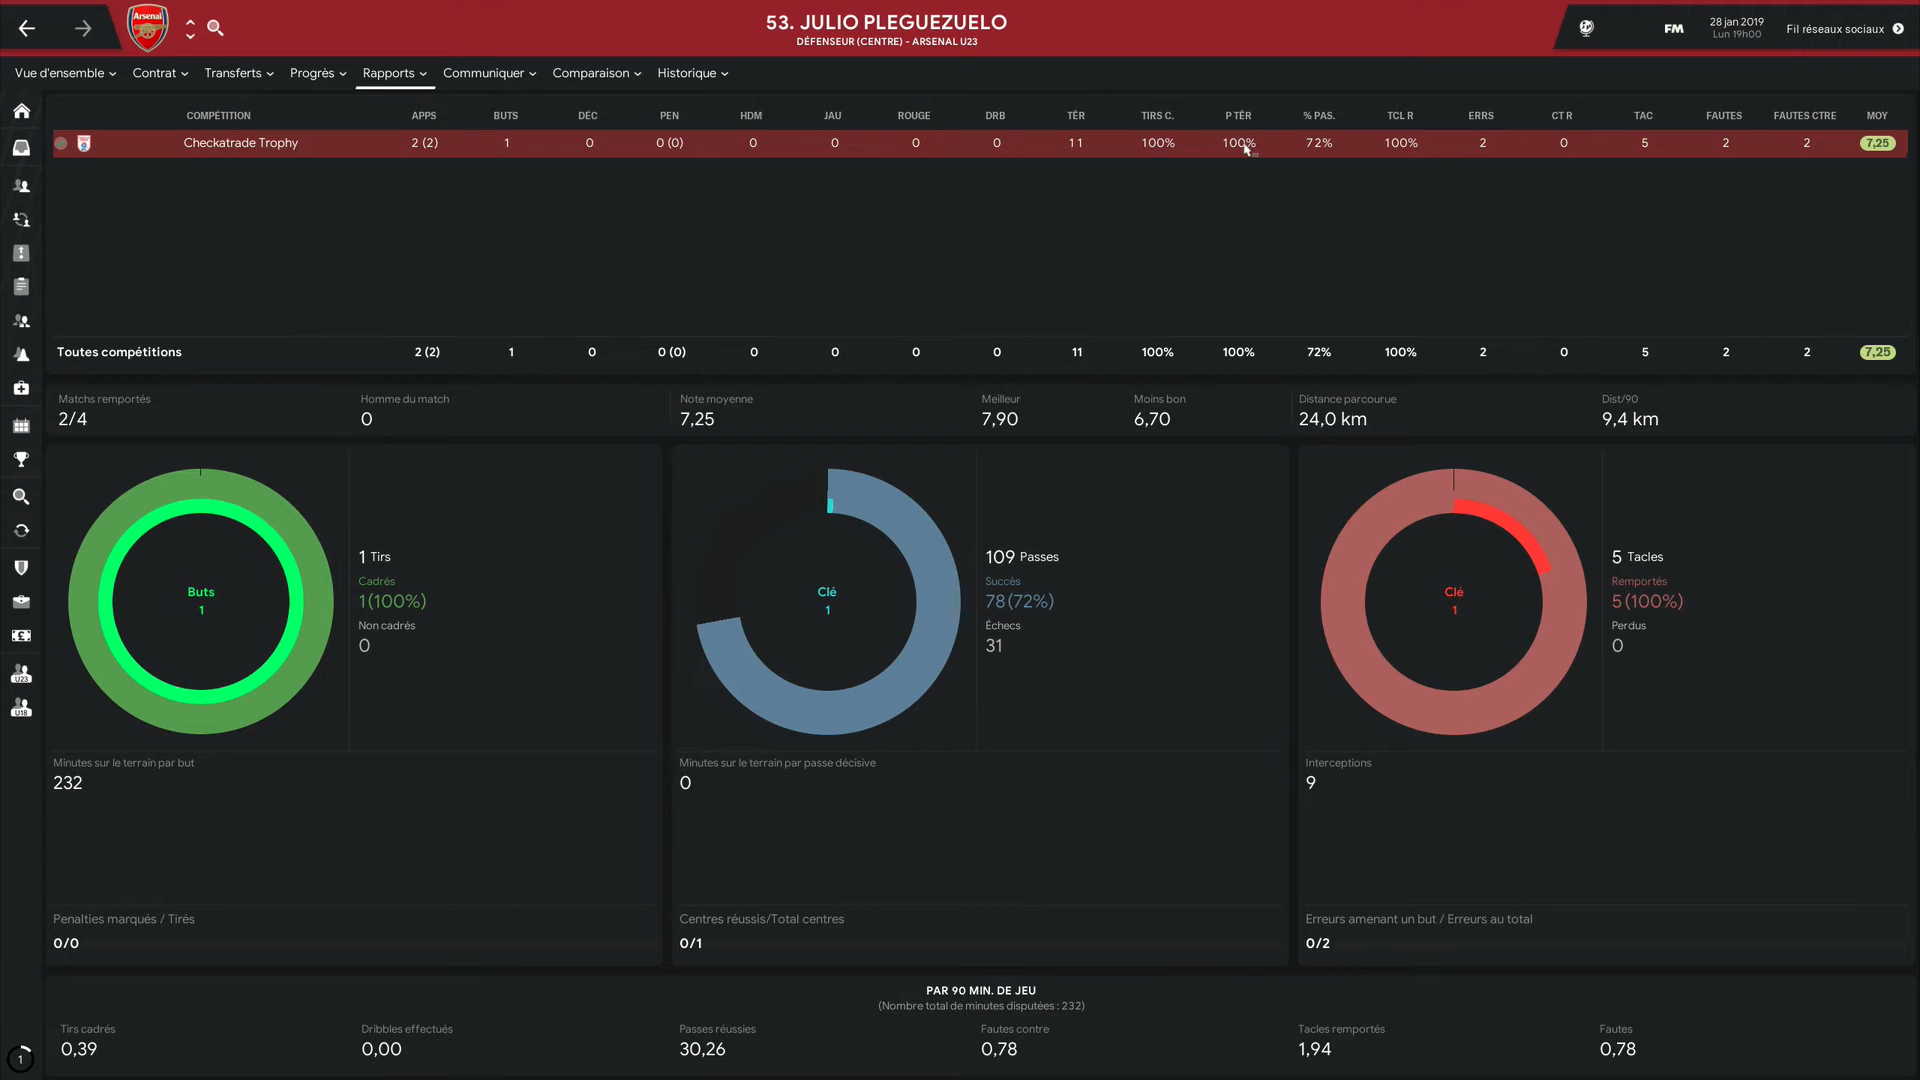 Arsenal
53. JULIO PLEGUEZUELO
DÉFENSEUR (CENTRE) - ARSENAL U23
FM
28 jan 2019
Lun 19h00
Fil réseaux sociaux
Vue d'ensemble Contrat Transferts Progrès Rapports Communiquer Comparaison Historique
COMPÉTITION APPS BUTS DÉC PEN HDM JAU ROUGE DRB TÊR TIRS C. P TÊR % PAS. TCL R ERRS CT R TAC FAUTES FAUTES CTRE MOY
Checkatrade Trophy 2 (2) 1 0 0 (0) 0 0 0 0 11 100% 100% 72% 100% 2 0 5 2 2 7,25
Toutes compétitions 2 (2) 1 0 0 (0) 0 0 0 0 11 100% 100% 72% 100% 2 0 5 2 2 7,25
Matchs remportés Homme du match Note moyenne Meilleur Moins bon Distance parcourue Dist/90
2/4 0 7,25 7,90 6,70 24,0 km 9,4 km
Buts
1
1 Tirs
Cadrés
1(100%)
Non cadrés
0
Minutes sur le terrain par but
232
Penalties marqués / Tirés
0/0
Clé
1
109 Passes
Succès
78(72%)
Échecs
31
Minutes sur le terrain par passe décisive
0
Centres réussis/Total centres
0/1
Clé
1
5 Tacles
Remportés
5(100%)
Perdus
0
Interceptions
9
Erreurs amenant un but / Erreurs au total
0/2
U23
U18
PAR 90 MIN. DE JEU
(Nombre total de minutes disputées : 232)
Tirs cadrés Dribbles effectués Passes réussies Fautes contre Tacles remportés Fautes
0,39 0,00 30,26 0,78 1,94 0,78
1